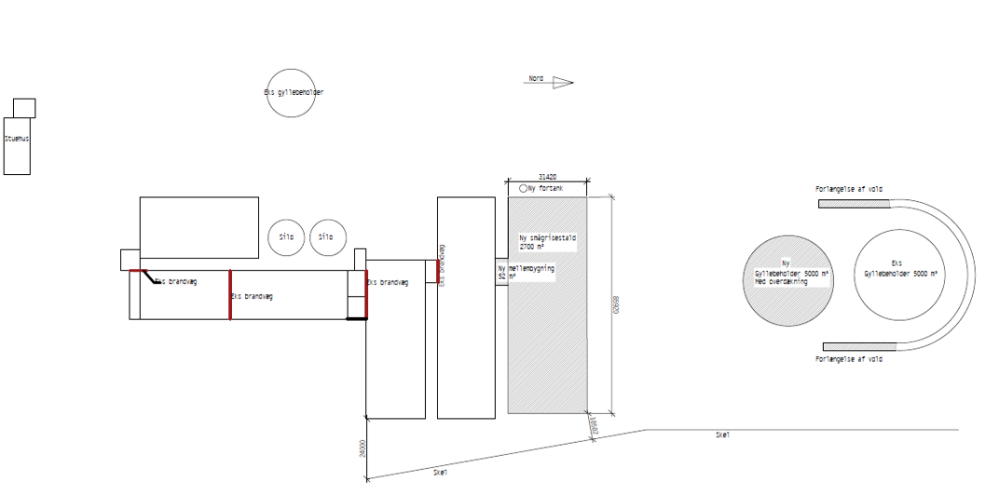 Nord
Eks gyllebeholder
Stuehus
31420
Ny fortank
Forlængelse af vold
Silo
Silo
Ny smågrisestald
2700 m²
Eks brandvæg
Ny mellembygning
52 m²
Eks brandvæg
Eks brandvæg
Eks brandvæg
Ny
Gyllebeholder 5000 m³
Med overdækning
Eks
Gyllebeholder 5000 m³
Forlængelse af vold
24000
Skel
Skel